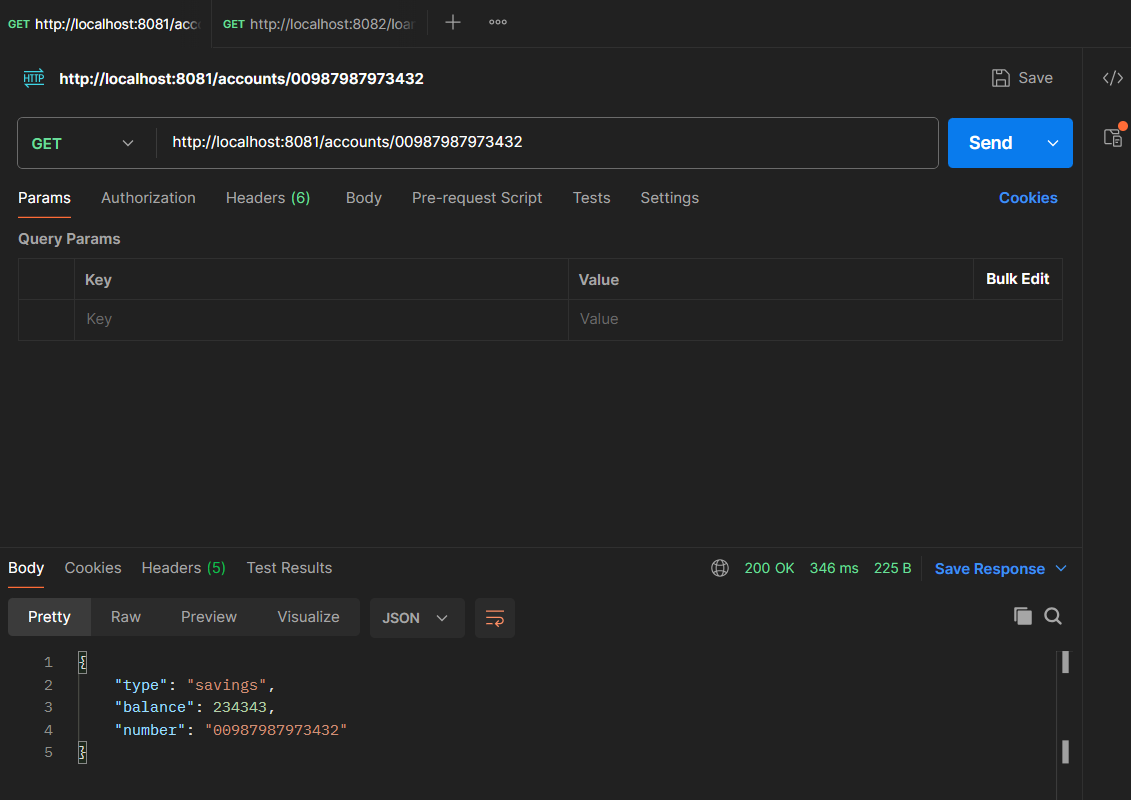 GET http://localhost:8081/acc GET http://localhost:8082/loar
HTTP http://localhost:8081/accounts/00987987973432 Save
GET http://localhost:8081/accounts/00987987973432 Send
Params Authorization Headers (6) Body Pre-request Script Tests Settings Cookies
Query Params
Key Value Bulk Edit
Key Value
Body Cookies Headers (5) Test Results 200 OK 346 ms 225 B Save Response
Pretty Raw Preview Visualize JSON
1 {
2 "type": "savings",
3 "balance": 234343,
4 "number": "00987987973432"
5 }